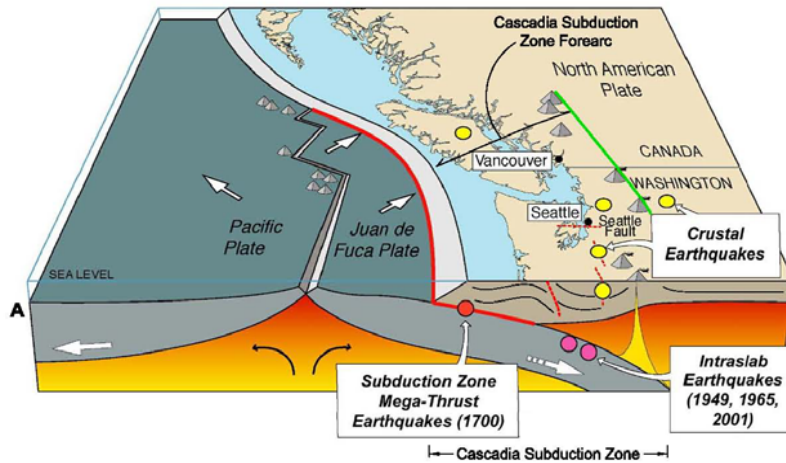 Cascadia Subduction
Zone Forearc
North American
Plate
Vancouver
CANADA
WASHINGTON
Seattle
Seattle
Fault
Pacific
Plate
Juan de
Fuca Plate
Crustal
Earthquakes
SEA LEVEL
A
Subduction Zone
Mega-Thrust
Earthquakes (1700)
Intraslab
Earthquakes
(1949, 1965,
2001)
Cascadia Subduction Zone